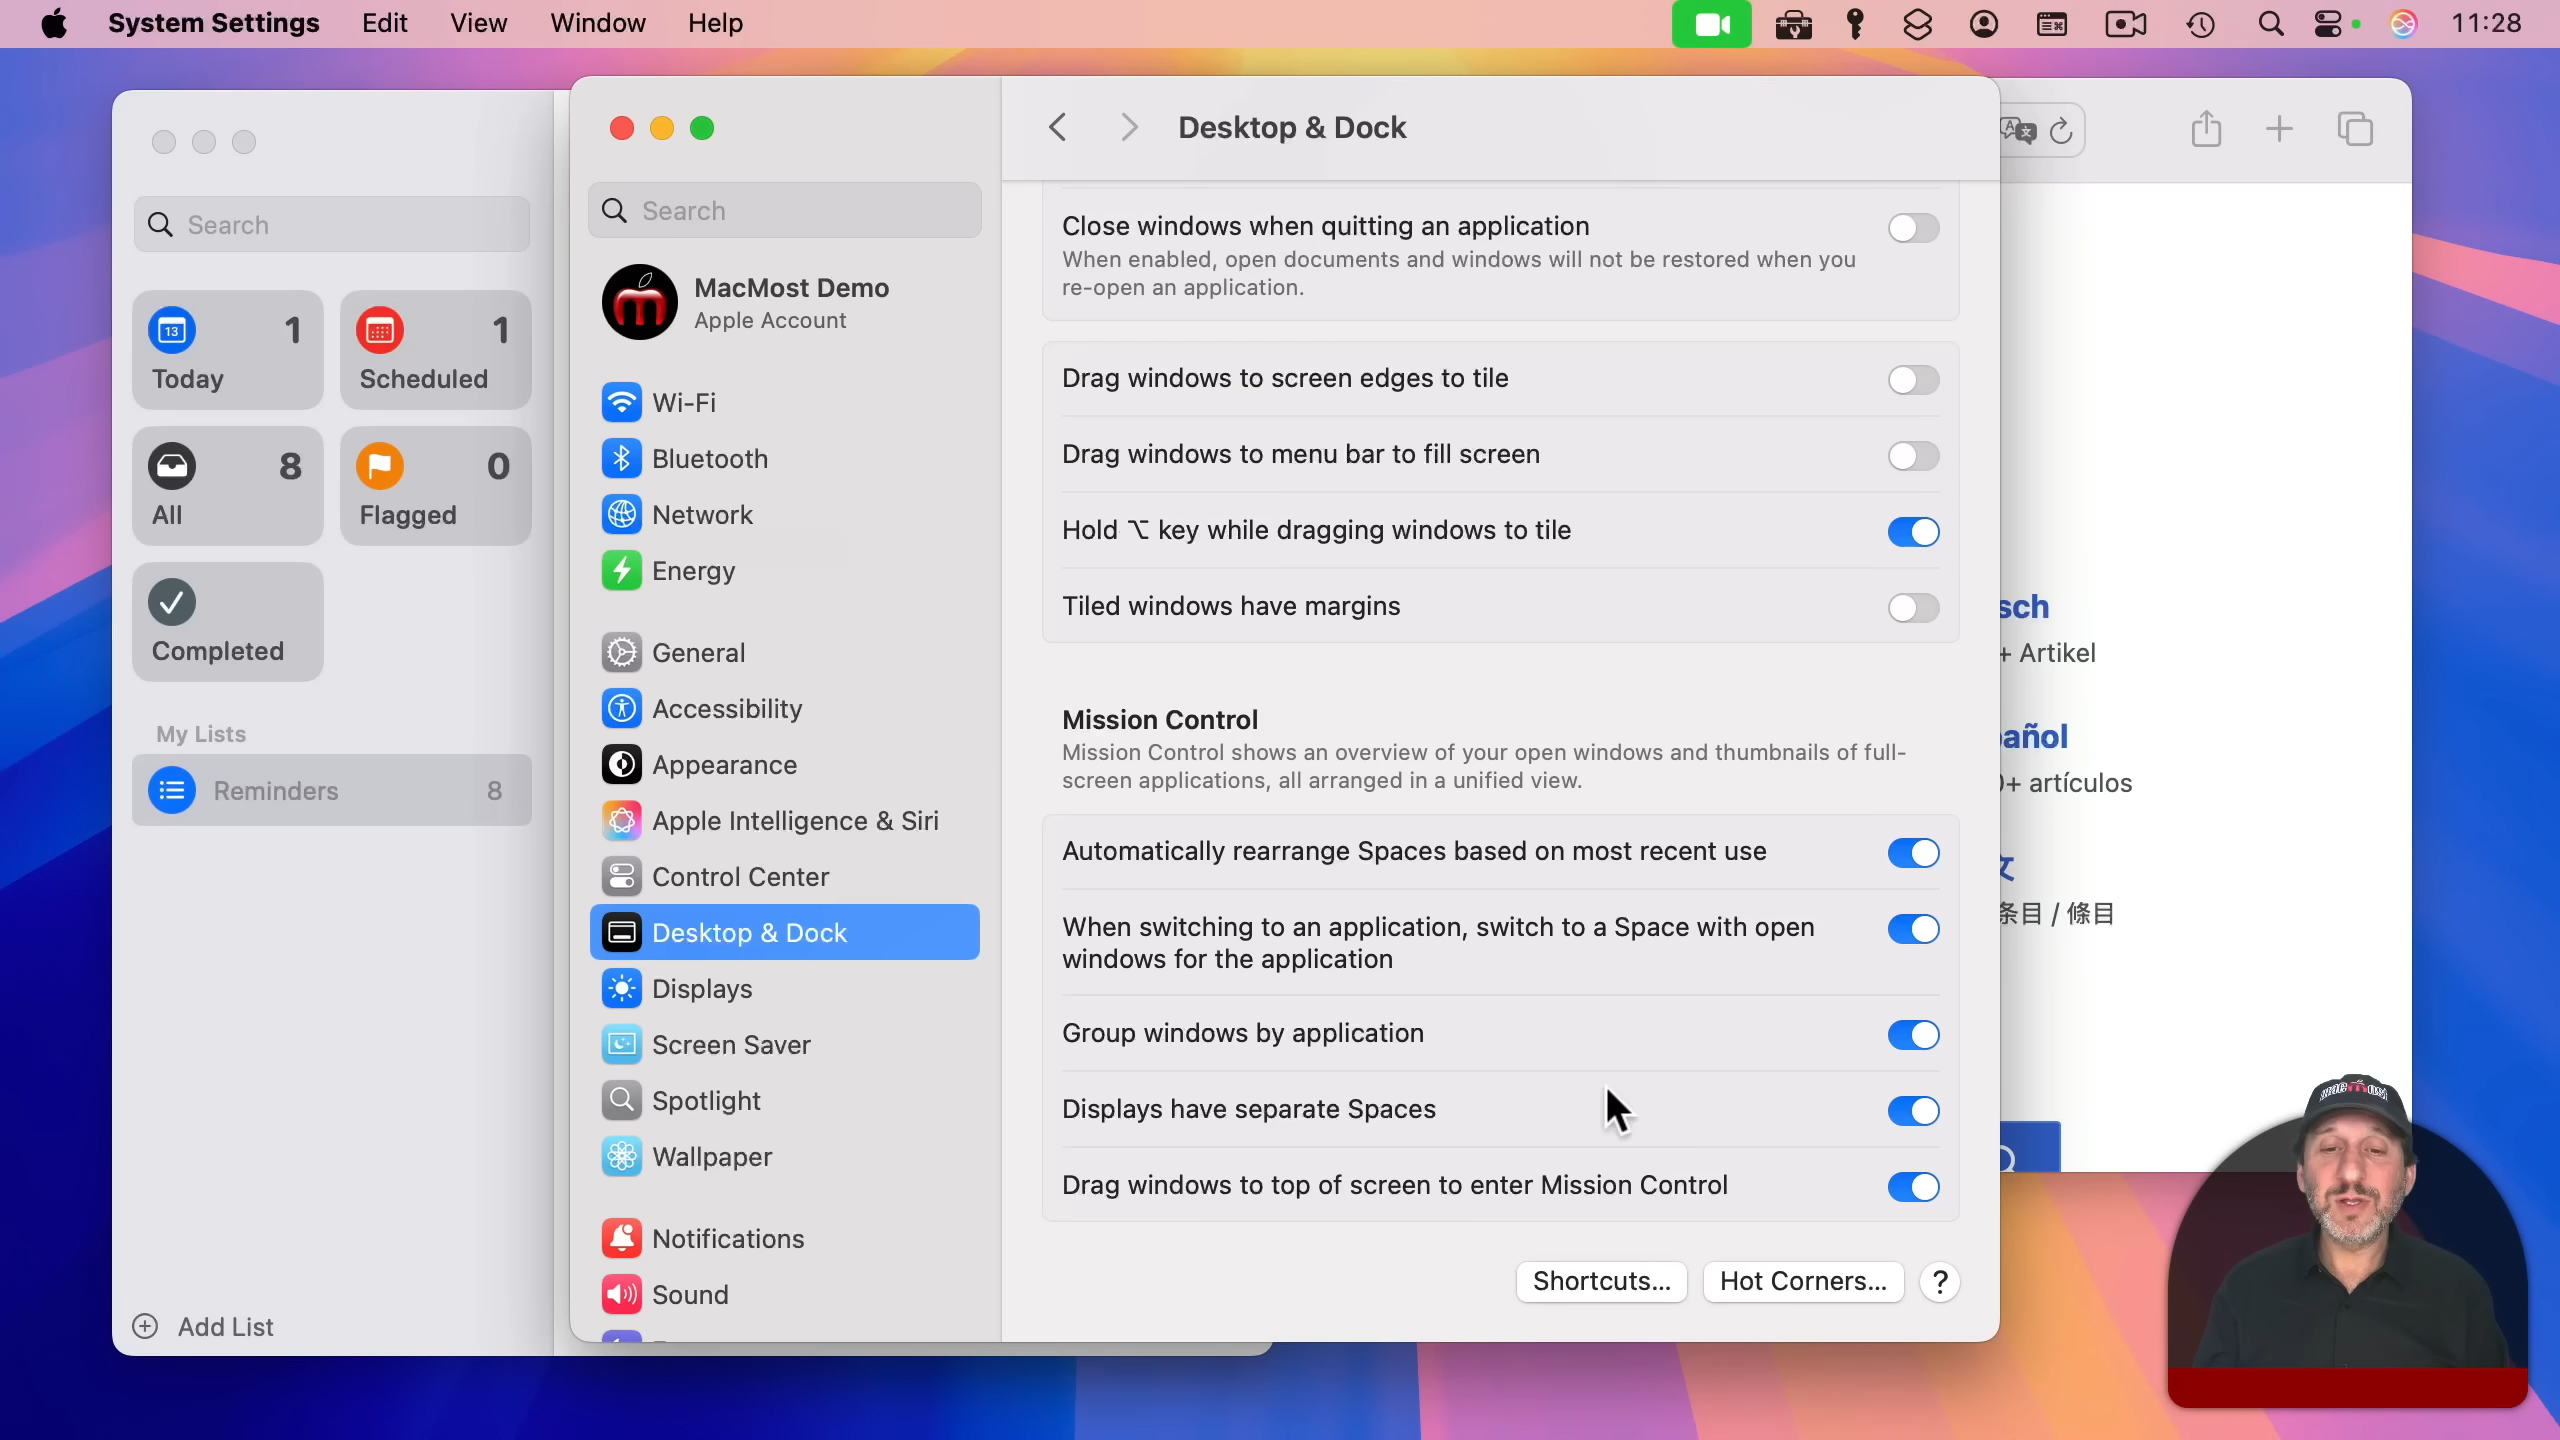 System Settings Edit View Window Help 11:28
Search
1
Today
1
Scheduled
8
All
0
Flagged
Completed
My Lists
Reminders 8
Add List
Search
MacMost Demo
Apple Account
Wi-Fi
Bluetooth
Network
Energy
General
Accessibility
Appearance
Apple Intelligence & Siri
Control Center
Desktop & Dock
Displays
Screen Saver
Spotlight
Wallpaper
Notifications
Sound
Desktop & Dock
Close windows when quitting an application
When enabled, open documents and windows will not be restored when you
re-open an application.
Drag windows to screen edges to tile
Drag windows to menu bar to fill screen
Hold ⌥ key while dragging windows to tile
Tiled windows have margins
Mission Control
Mission Control shows an overview of your open windows and thumbnails of full-
screen applications, all arranged in a unified view.
Automatically rearrange Spaces based on most recent use
When switching to an application, switch to a Space with open
windows for the application
Group windows by application
Displays have separate Spaces
Drag windows to top of screen to enter Mission Control
Shortcuts... Hot Corners... ?
sch
+ Artikel
añol
+ artículos
文
条目 / 條目
macmost